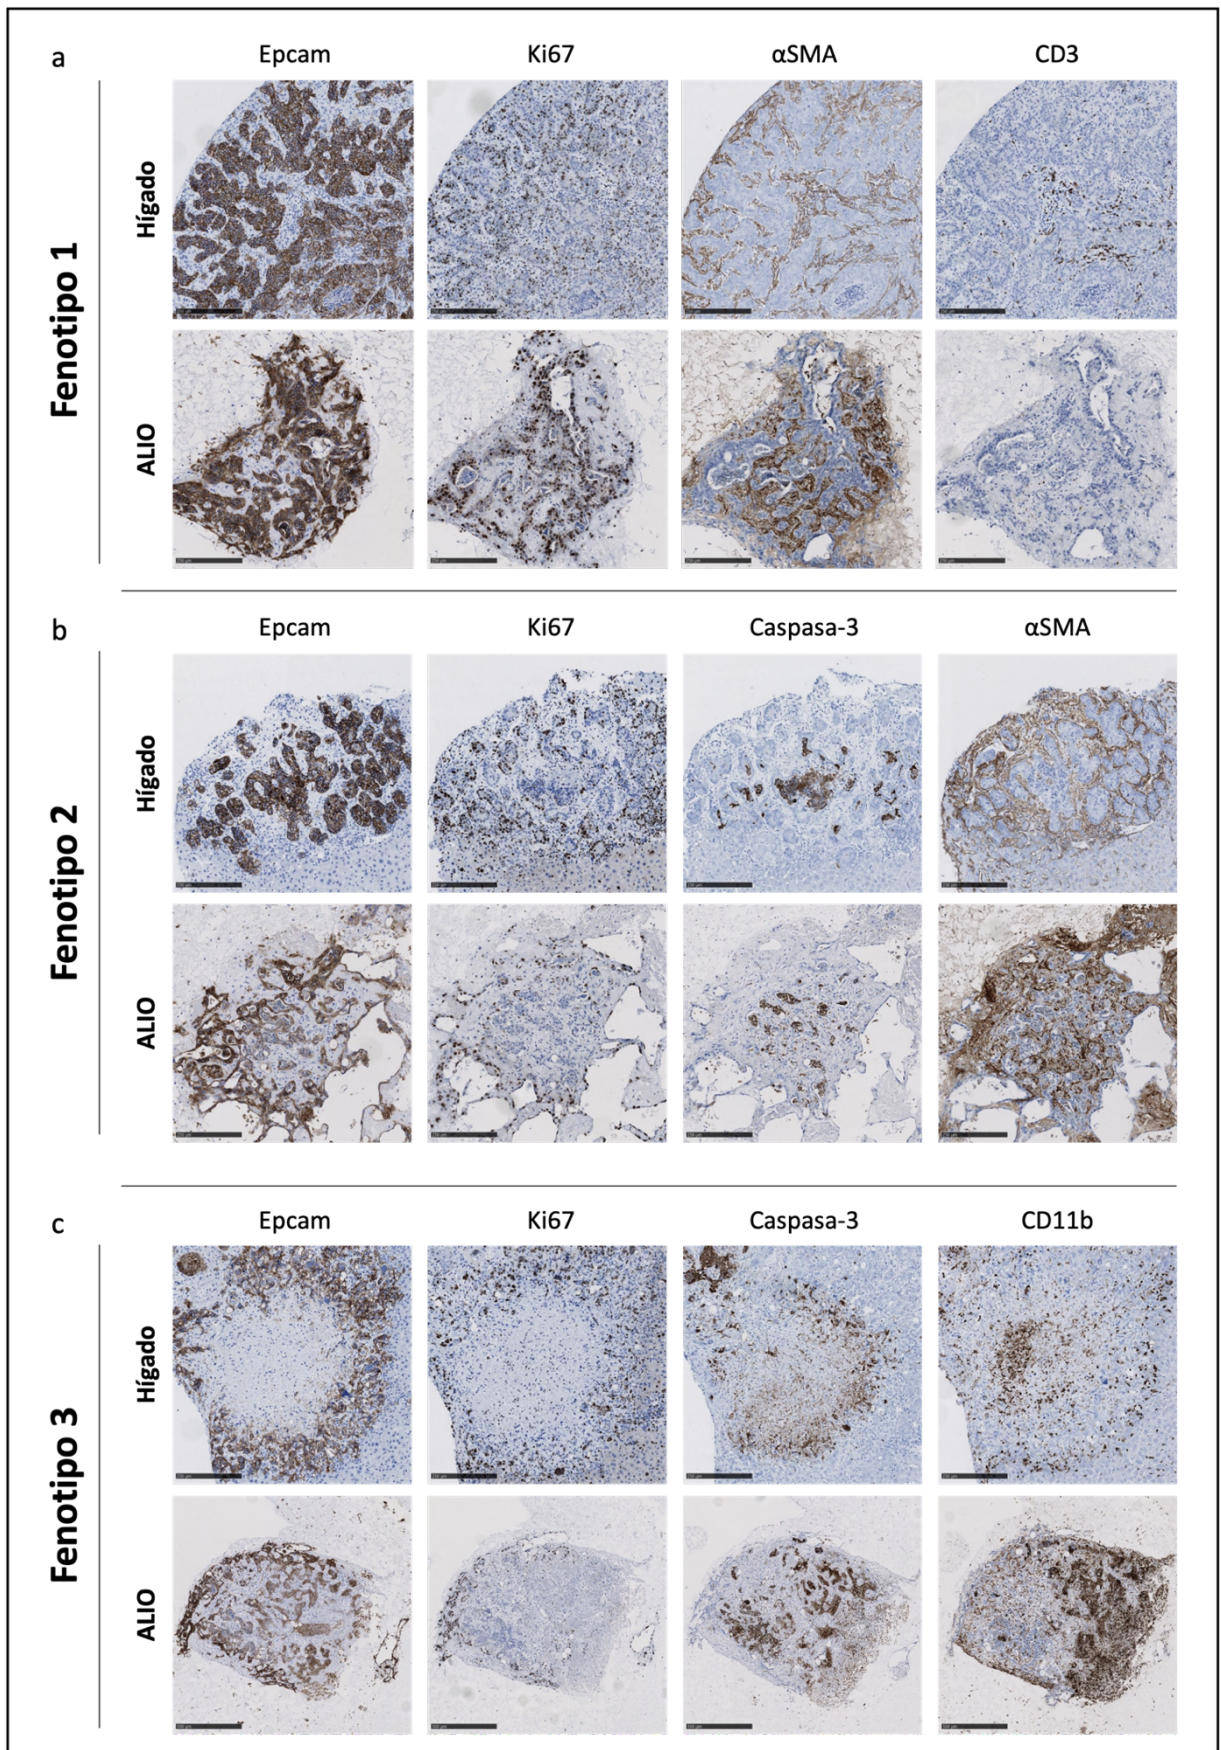 a
Epcam Ki67 αSMA CD3
Fenotipo 1
Hígado
ALIO
b
Epcam Ki67 Caspasa-3 αSMA
Fenotipo 2
Hígado
ALIO
c
Epcam Ki67 Caspasa-3 CD11b
Fenotipo 3
Hígado
ALIO